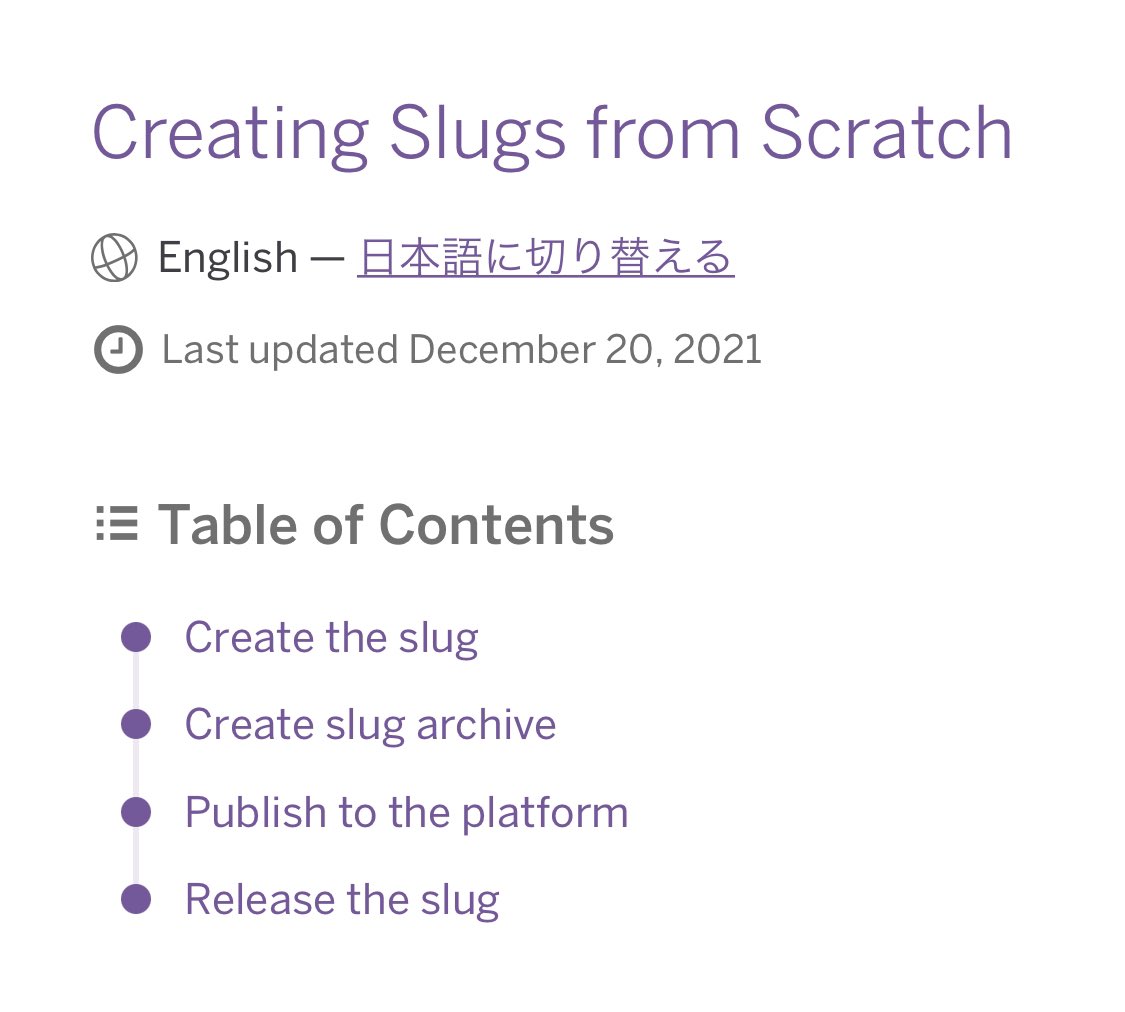 Creating Slugs from Scratch
English — 日本語に切り替える
Last updated December 20, 2021
Table of Contents
Create the slug
Create slug archive
Publish to the platform
Release the slug